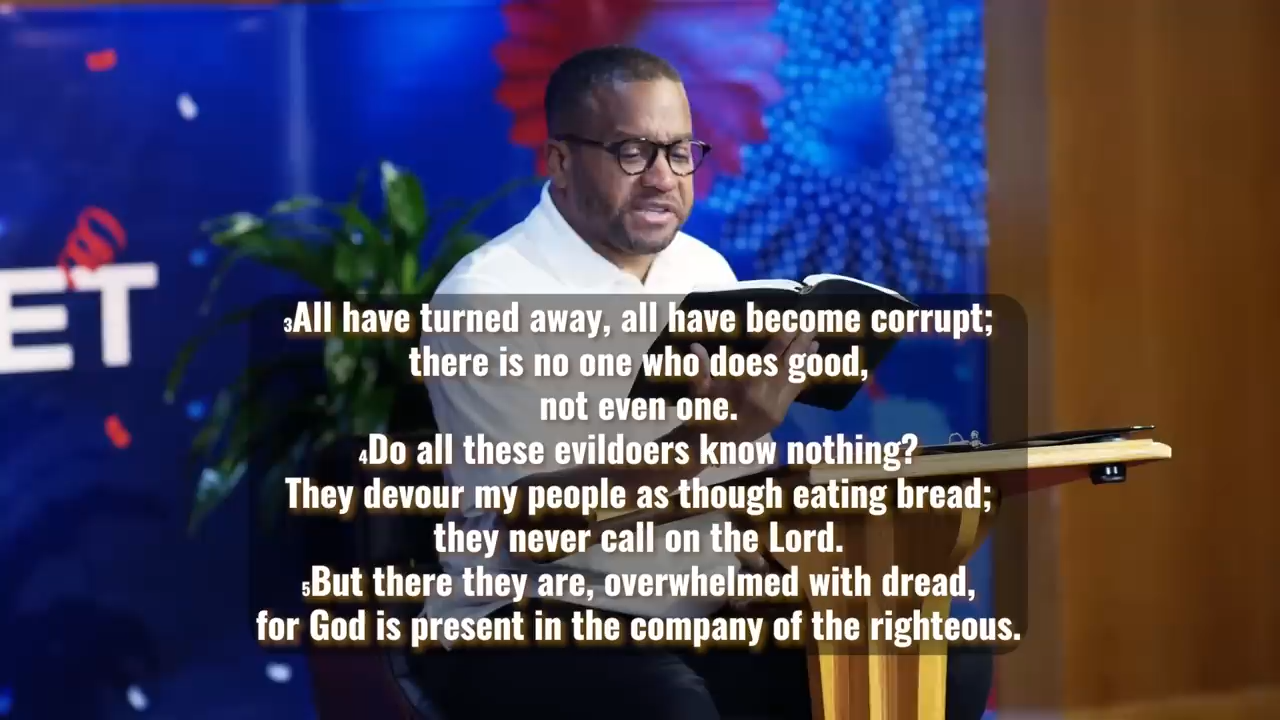 ET
3All have turned away, all have become corrupt;
there is no one who does good,
not even one.
4Do all these evildoers know nothing?
They devour my people as though eating bread;
they never call on the Lord.
5But there they are, overwhelmed with dread,
for God is present in the company of the righteous.